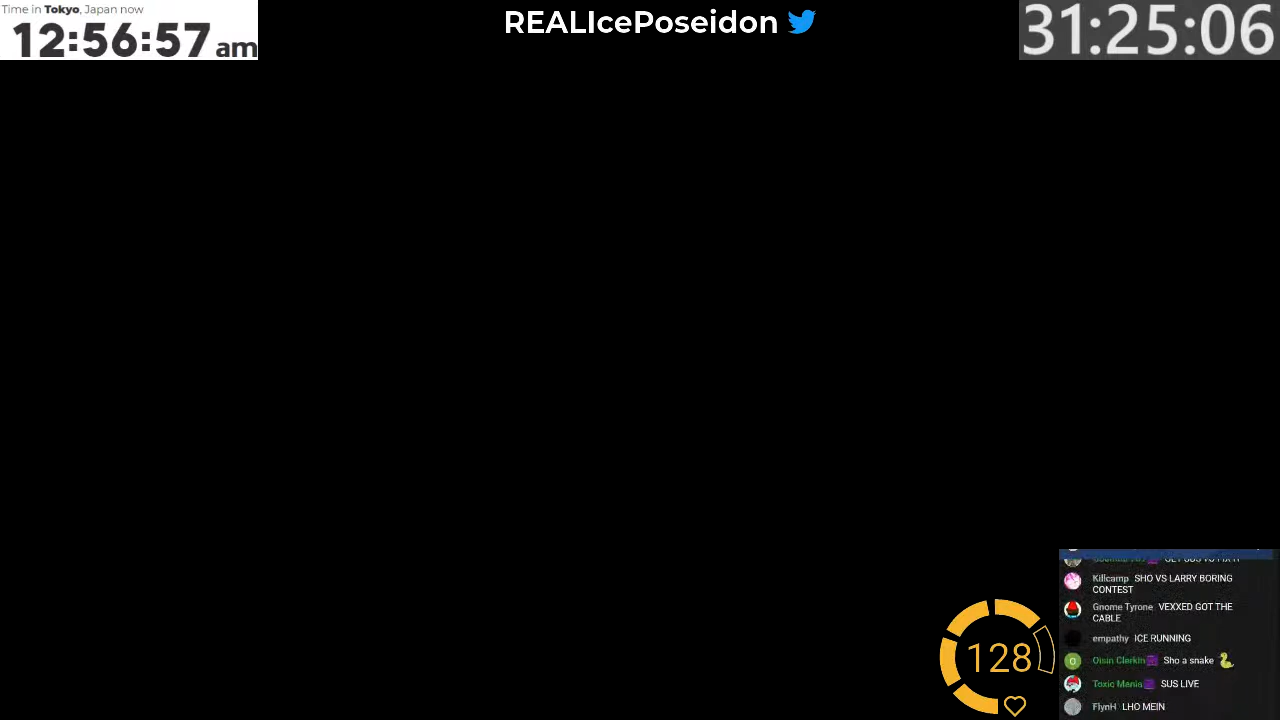 Time in Tokyo, Japan now
12:56:57 am
REALIcePoseidon
31:25:06
Killcamp SHO VS LARRY BORING
CONTEST
Gnome Tyrone VEXXED GOT THE
CABLE
empathy ICE RUNNING
Oisin Clerkin Sho a snake
Toxic Mania SUS LIVE
FlynH LHO MEIN
128